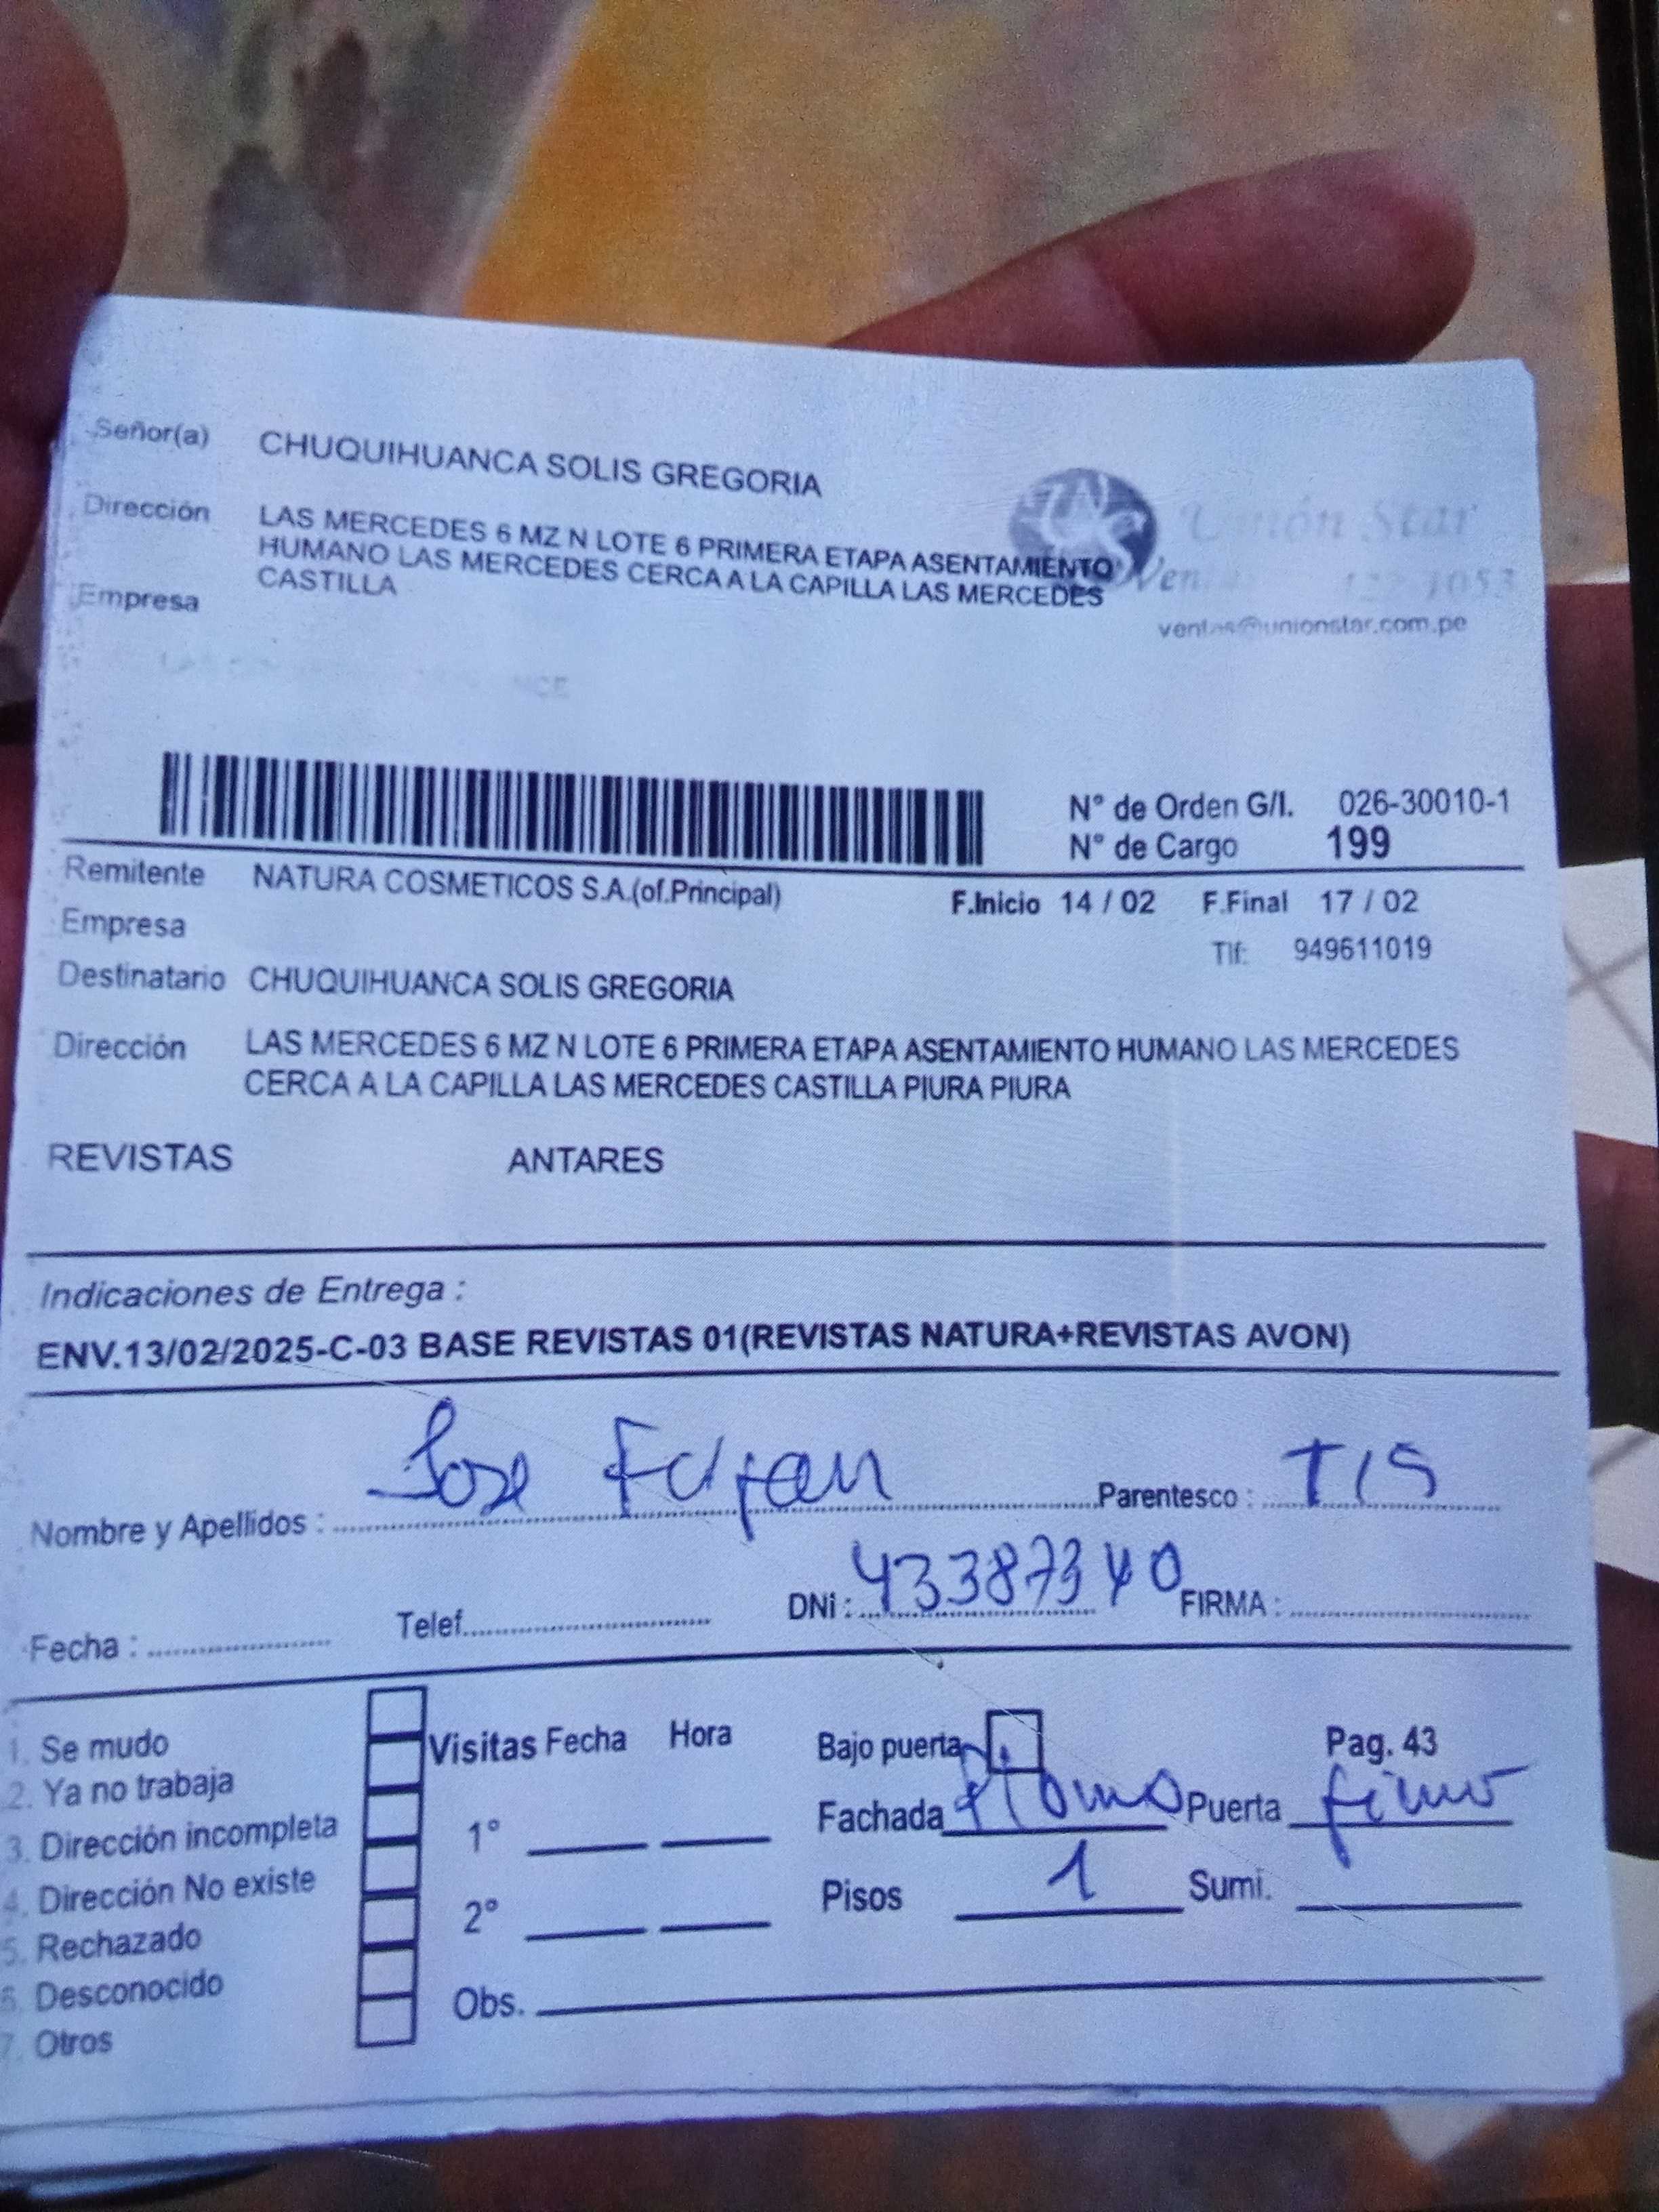 Señor(a) CHUQUIHUANCA SOLIS GREGORIA
Dirección LAS MERCEDES 6 MZ N LOTE 6 PRIMERA ETAPA ASENTAMIENTO
HUMANO LAS MERCEDES CERCA A LA CAPILLA LAS MERCEDES
CASTILLA
Empresa
Unión Star
ventas@unionstar.com.pe
N° de Orden G/I. 026-30010-1
N° de Cargo 199
Remitente NATURA COSMETICOS S.A.(of.Principal) F.Inicio 14 / 02 F.Final 17 / 02
Empresa Tlf: 949611019
Destinatario CHUQUIHUANCA SOLIS GREGORIA
Dirección LAS MERCEDES 6 MZ N LOTE 6 PRIMERA ETAPA ASENTAMIENTO HUMANO LAS MERCEDES
CERCA A LA CAPILLA LAS MERCEDES CASTILLA PIURA PIURA
REVISTAS ANTARES
Indicaciones de Entrega :
ENV.13/02/2025-C-03 BASE REVISTAS 01(REVISTAS NATURA+REVISTAS AVON)
Nombre y Apellidos : Jose Parentesco : T/S
Fecha : Telef. DNi : 43387340 FIRMA :
1. Se mudo
2. Ya no trabaja
3. Dirección incompleta
4. Dirección No existe
5. Rechazado
6. Desconocido
7. Otros
Visitas Fecha Hora
1°
2°
Obs.
Bajo puerta Pag. 43
Fachada Puerta
Pisos 1 Sumi.